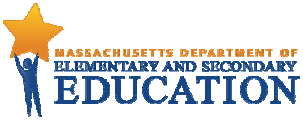 MASSACHUSETTS DEPARTMENT OF
ELEMENTARY AND SECONDARY
EDUCATION